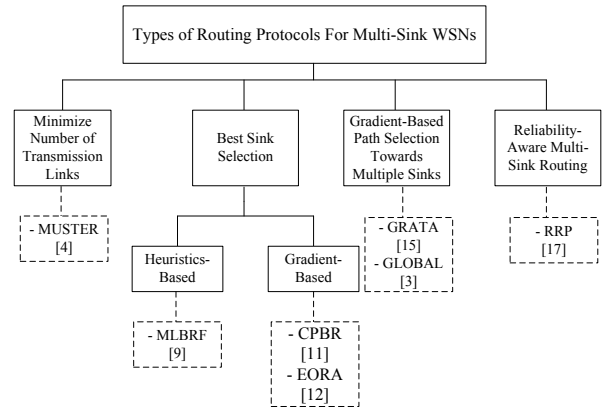 Types of Routing Protocols For Multi-Sink WSNs
Minimize
Number of
Transmission
Links
Best Sink
Selection
Gradient-Based
Path Selection
Towards
Multiple Sinks
Reliability-
Aware Multi-
Sink Routing
- MUSTER
[4]
Heuristics-
Based
Gradient-
Based
- GRATA
[15]
- GLOBAL
[3]
- RRP
[17]
- MLBRF
[9]
- CPBR
[11]
- EORA
[12]